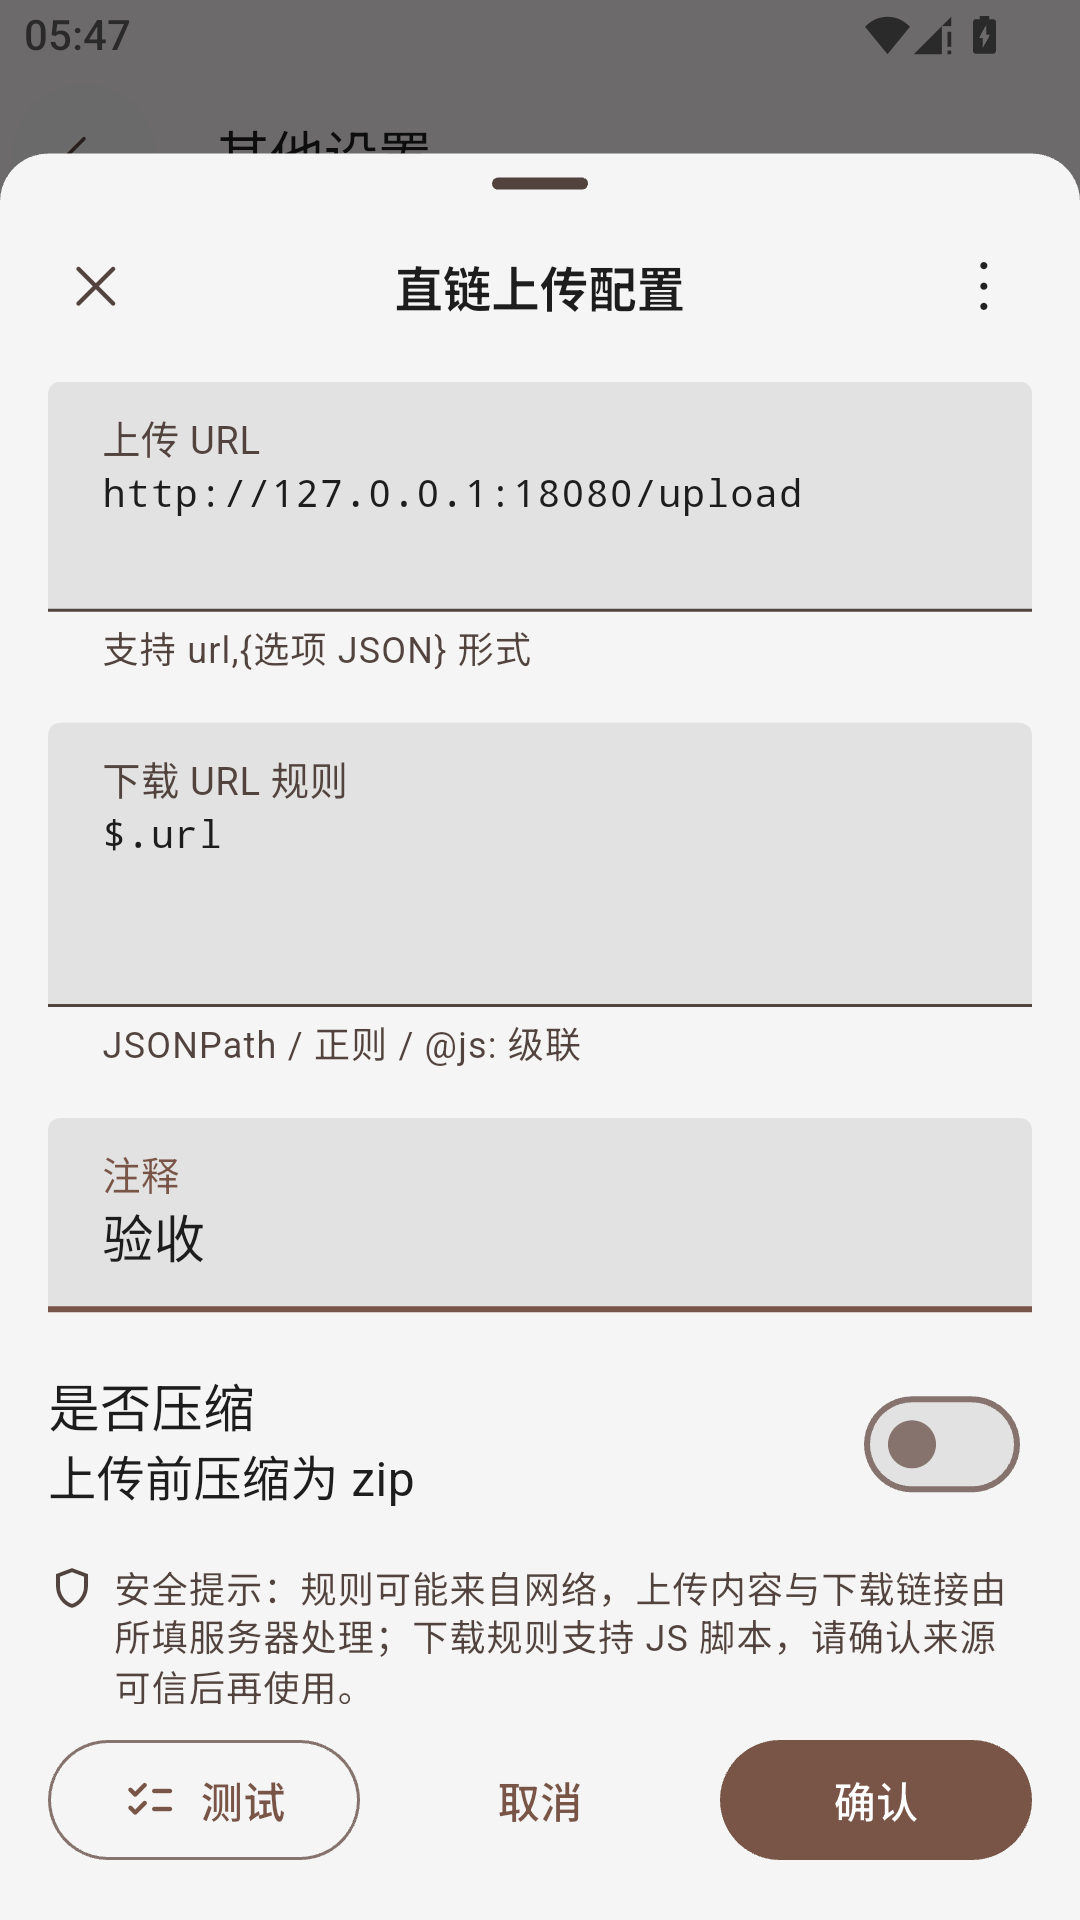 05:47
其他设置
直链上传配置
上传 URL
http://127.0.0.1:18080/upload
支持 url,{选项 JSON} 形式
下载 URL 规则
$.url
JSONPath / 正则 / @js: 级联
注释
验收
是否压缩
上传前压缩为 zip
安全提示：规则可能来自网络，上传内容与下载链接由
所填服务器处理；下载规则支持 JS 脚本，请确认来源
可信后再使用。
测试
取消
确认